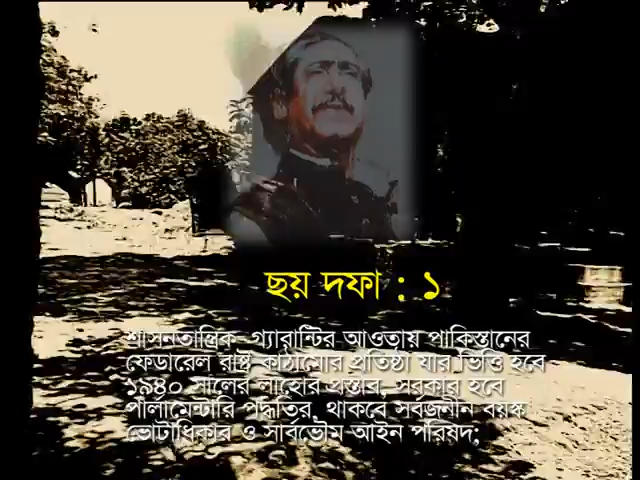 ছয় দফা : ১
শাসনতান্ত্রিক গ্যারান্টির আওতায় পাকিস্তানের
ফেডারেল রাষ্ট্র কাঠামোর প্রতিষ্ঠা যার ভিত্তি হবে
১৯৪০ সালের লাহোর প্রস্তাব, সরকার হবে
পার্লামেন্টারি পদ্ধতির, থাকবে সর্বজনীন বয়স্ক
ভোটাধিকার ও সার্বভৌম আইন পরিষদ;